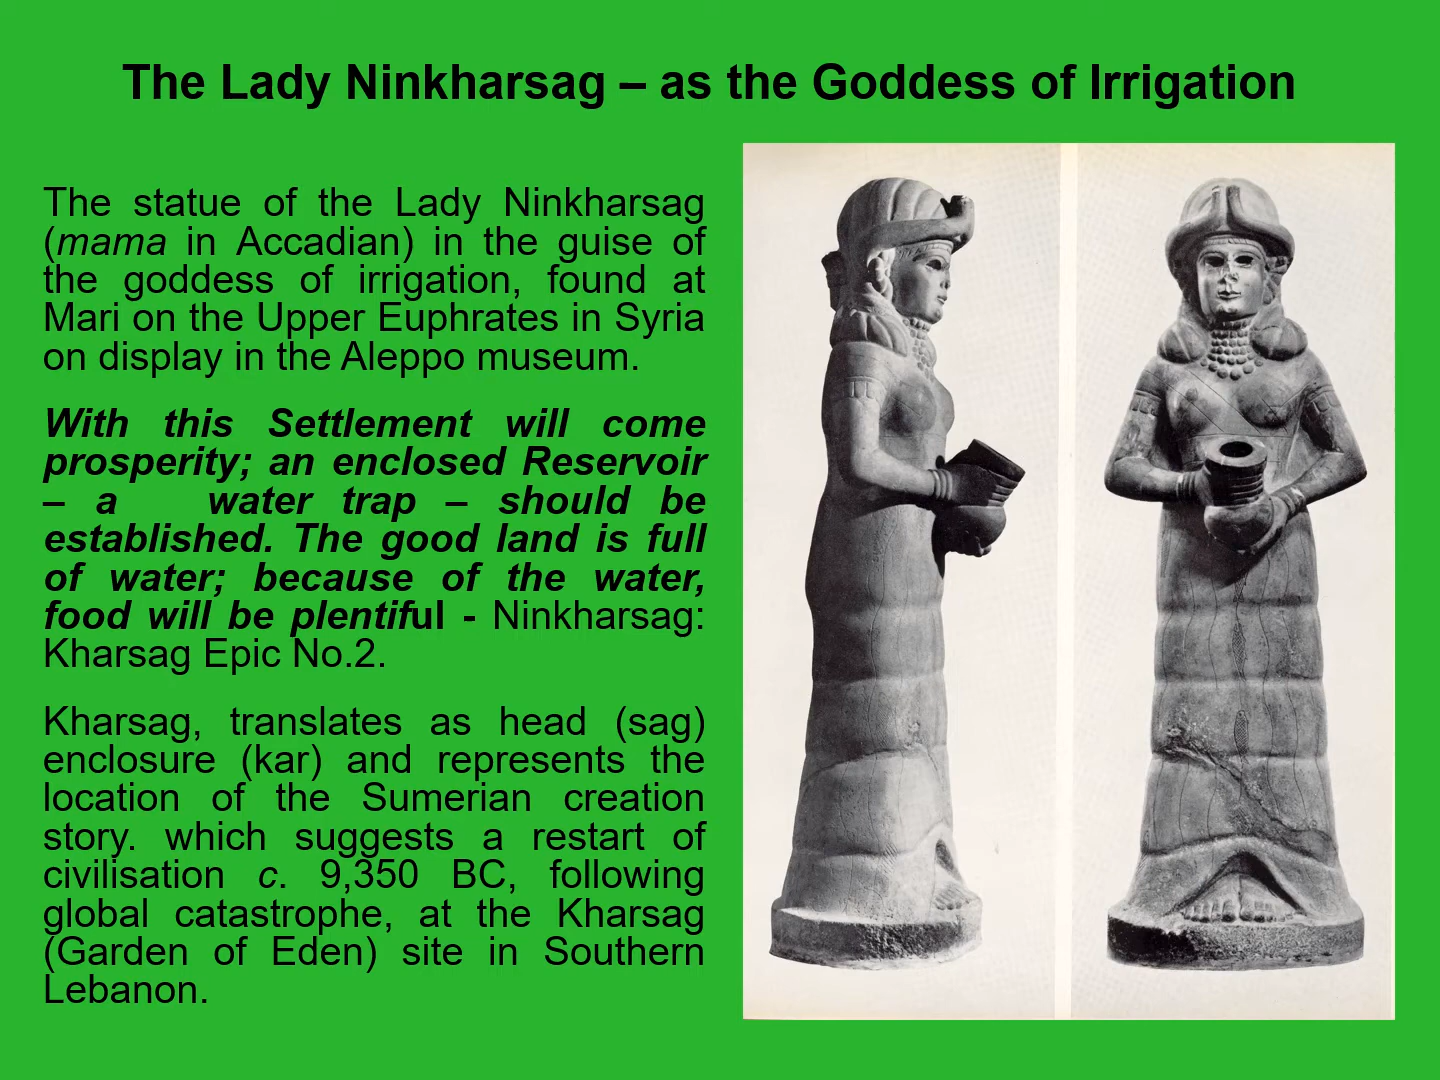 The Lady Ninkharsag – as the Goddess of Irrigation
The statue of the Lady Ninkharsag
(mama in Accadian) in the guise of
the goddess of irrigation, found at
Mari on the Upper Euphrates in Syria
on display in the Aleppo museum.
With this Settlement will come
prosperity; an enclosed Reservoir
– a water trap – should be
established. The good land is full
of water; because of the water,
food will be plentiful - Ninkharsag:
Kharsag Epic No.2.
Kharsag, translates as head (sag)
enclosure (kar) and represents the
location of the Sumerian creation
story. which suggests a restart of
civilisation c. 9,350 BC, following
global catastrophe, at the Kharsag
(Garden of Eden) site in Southern
Lebanon.